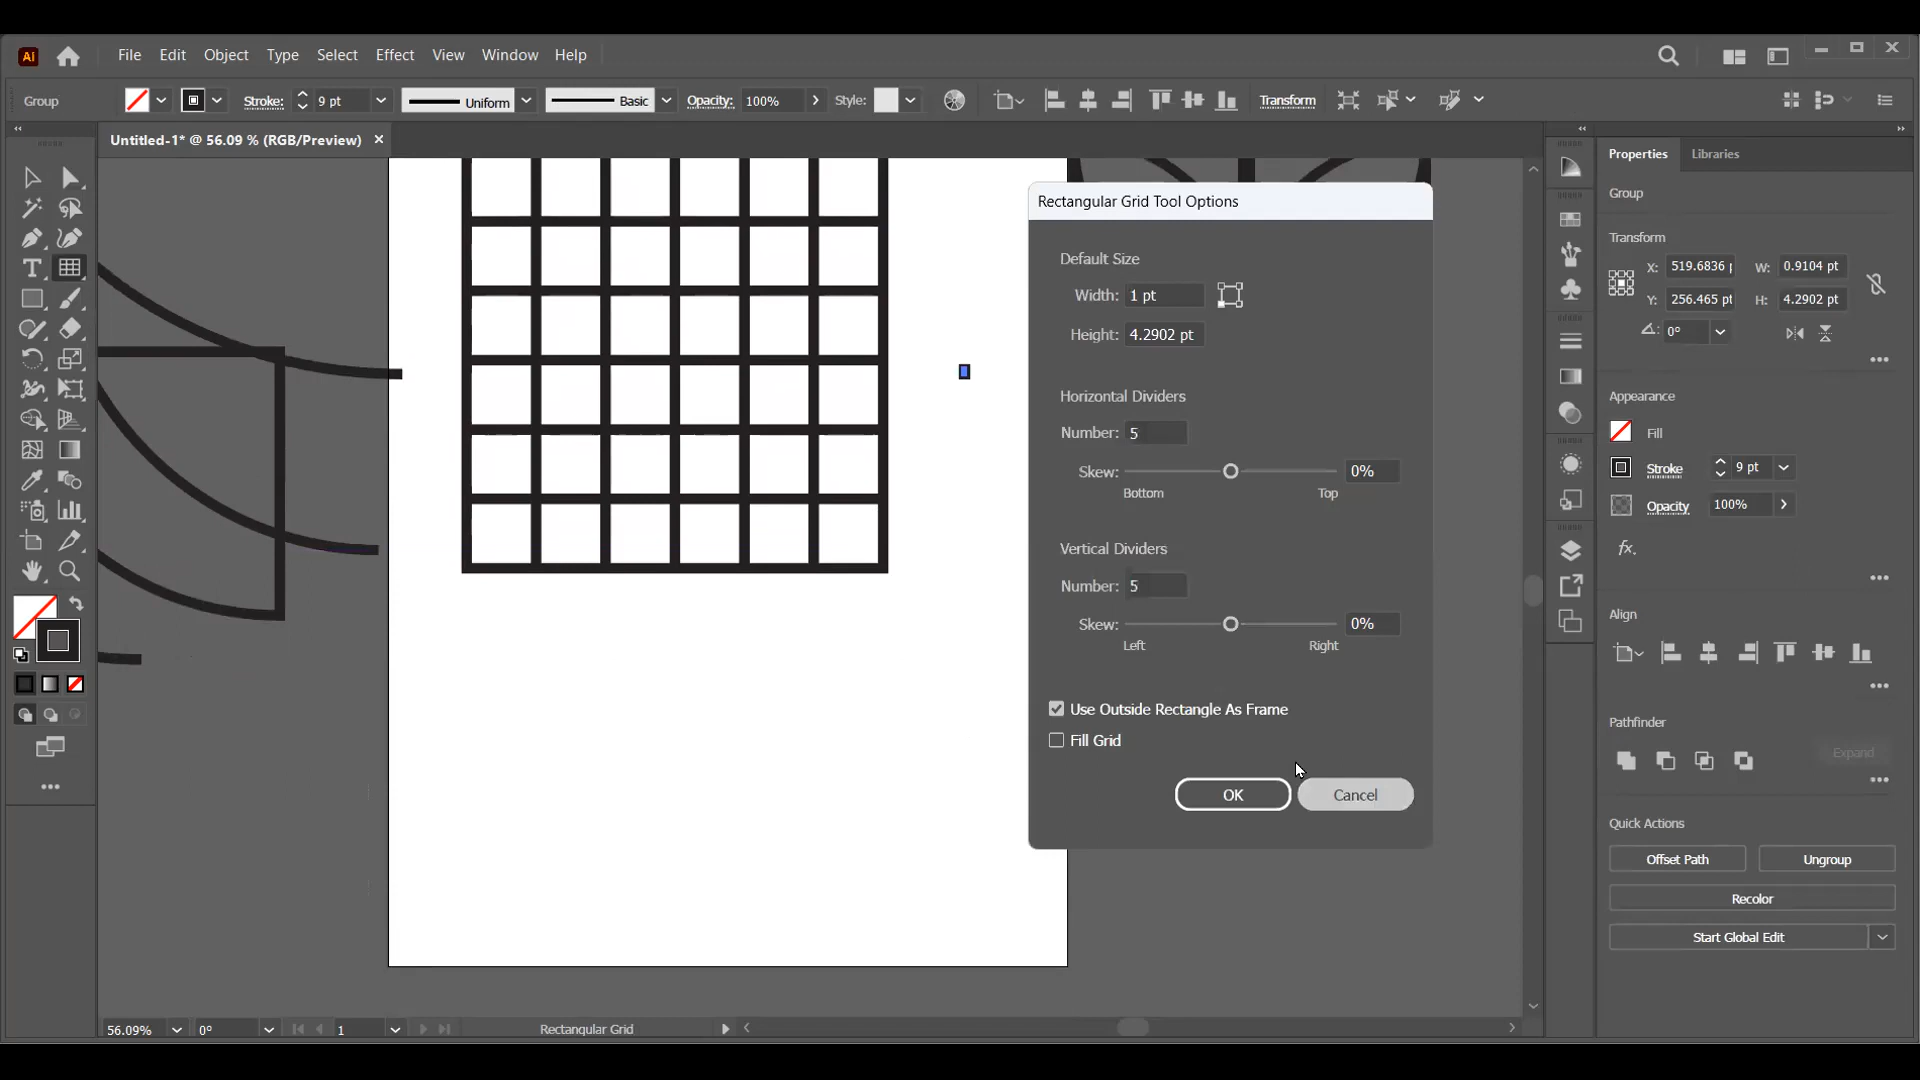 Ai File Edit Object Type Select Effect View Window Help
Group Stroke: 9 pt Uniform Basic Opacity: 100% Style: Transform
Untitled-1* @ 56.09 % (RGB/Preview)
Rectangular Grid Tool Options
Default Size
Width: 1 pt
Height: 4.2902 pt
Horizontal Dividers
Number: 5
Skew: 0%
Bottom Top
Vertical Dividers
Number: 5
Skew: 0%
Left Right
Use Outside Rectangle As Frame
Fill Grid
OK Cancel
Properties Libraries
Group
Transform
X: 519.6836 W: 0.9104 pt
Y: 256.465 pt H: 4.2902 pt
0°
Appearance
Fill
Stroke 9 pt
Opacity 100%
fx.
Align
Pathfinder
Expand
Quick Actions
Offset Path Ungroup
Recolor
Start Global Edit
56.09% 0° 1 Rectangular Grid